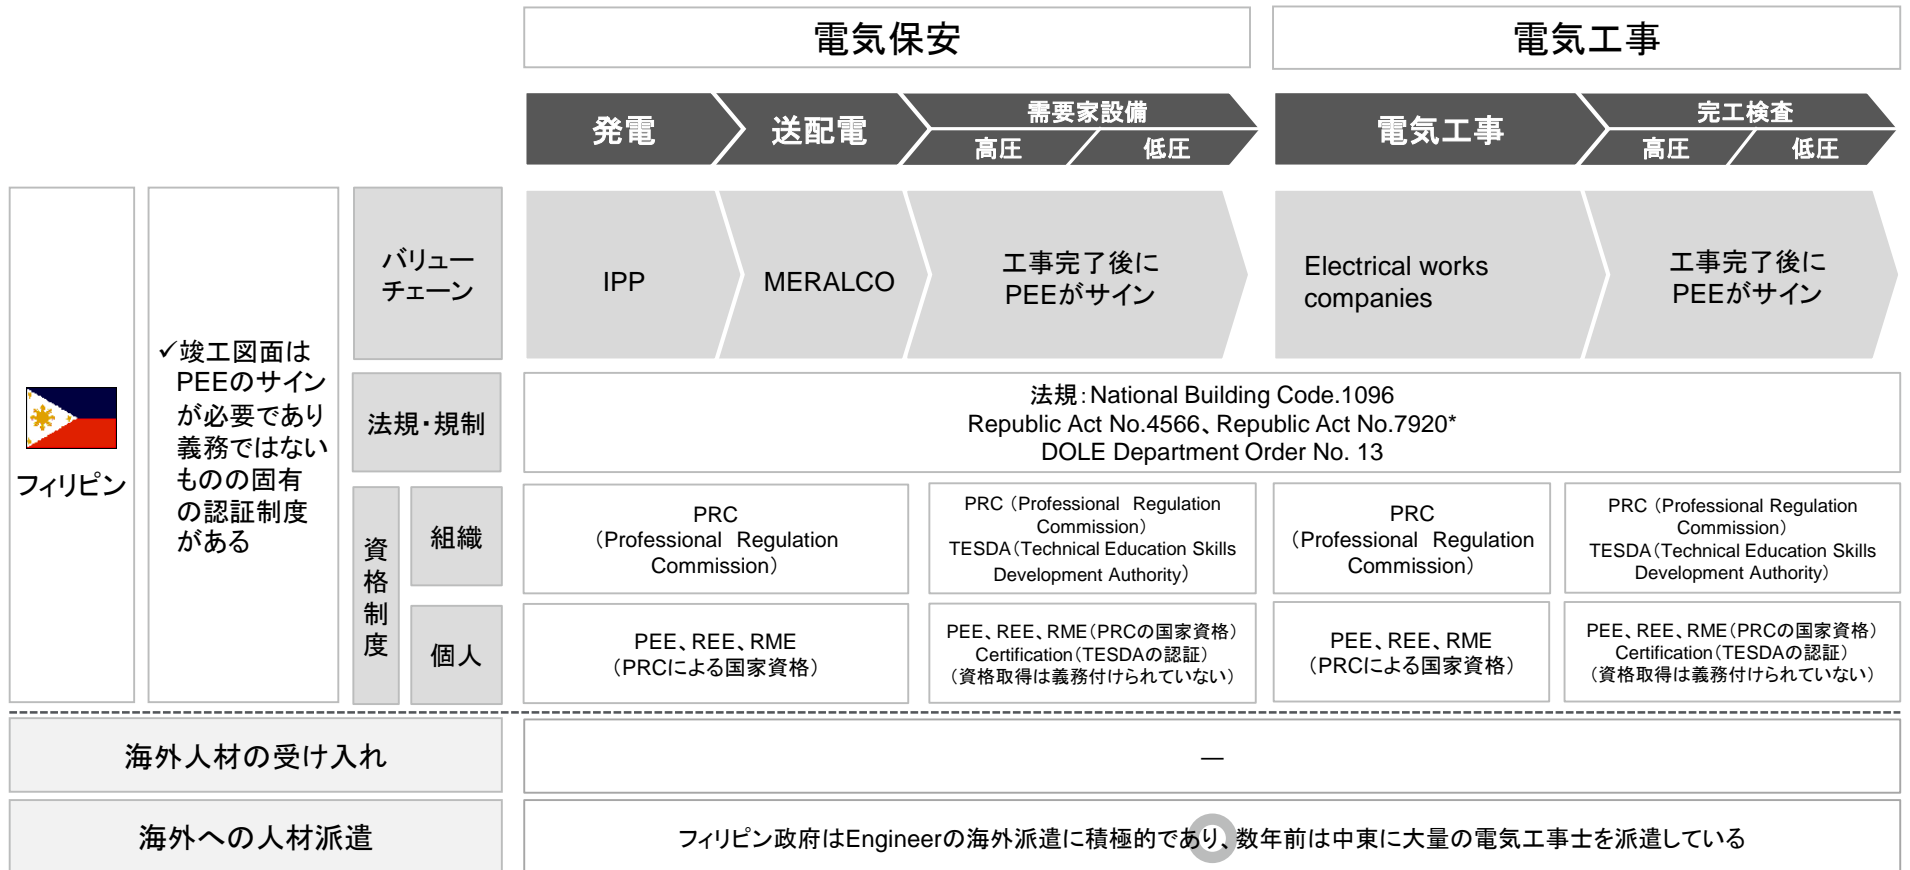 電気保安
電気工事
発電
送配電
需要家設備
高圧
低圧
電気工事
完工検査
高圧
低圧
フィリピン
✓竣工図面は
PEEのサイン
が必要であり
義務ではない
ものの固有
の認証制度
がある
バリュー
チェーン
IPP
MERALCO
工事完了後に
PEEがサイン
Electrical works
companies
工事完了後に
PEEがサイン
法規・規制
法規：National Building Code.1096
Republic Act No.4566、Republic Act No.7920*
DOLE Department Order No. 13
資
格
制
度
組織
PRC
（Professional Regulation
Commission）
PRC （Professional Regulation
Commission）
TESDA（Technical Education Skills
Development Authority）
PRC
（Professional Regulation
Commission）
PRC （Professional Regulation
Commission）
TESDA（Technical Education Skills
Development Authority）
個人
PEE、REE、RME
（PRCによる国家資格）
PEE、REE、RME（PRCの国家資格）
Certification（TESDAの認証）
（資格取得は義務付けられていない）
PEE、REE、RME
（PRCによる国家資格）
PEE、REE、RME（PRCの国家資格）
Certification（TESDAの認証）
（資格取得は義務付けられていない）
海外人材の受け入れ
―
海外への人材派遣
フィリピン政府はEngineerの海外派遣に積極的であり、数年前は中東に大量の電気工事士を派遣している